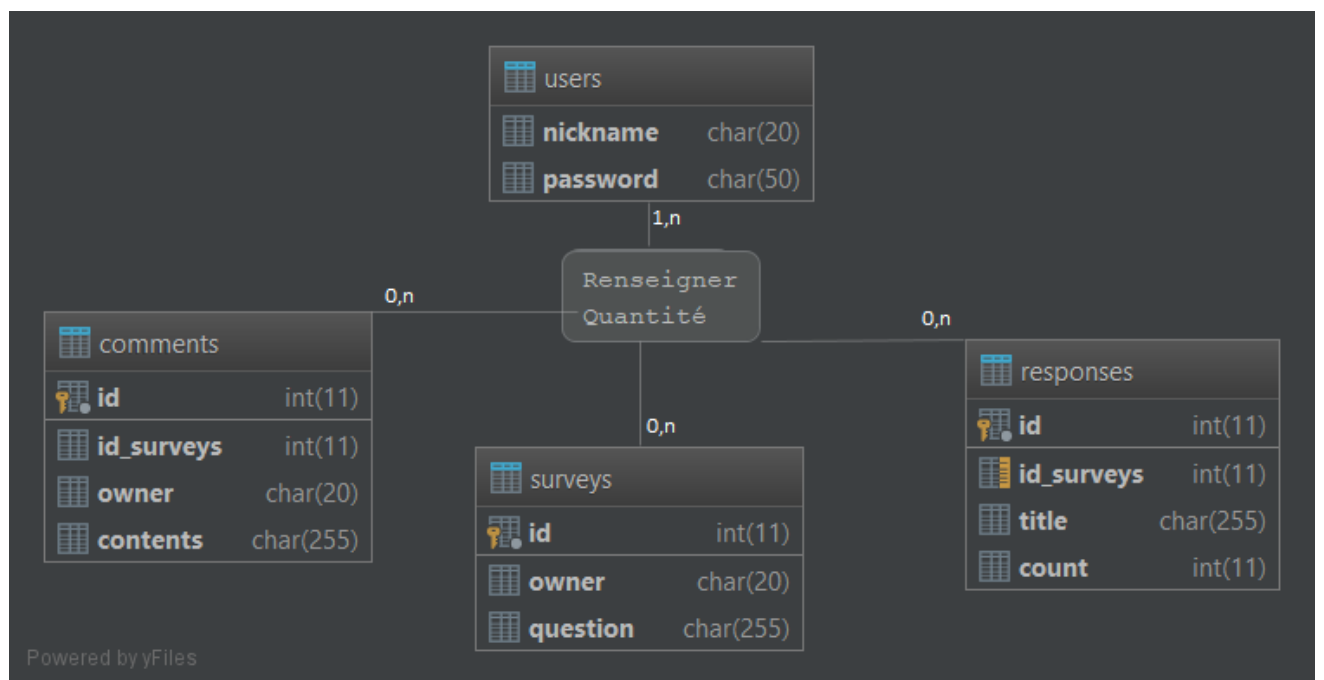 users
nickname char(20)
password char(50)
1,n
Renseigner
Quantité
0,n
0,n
comments
id int(11)
id_surveys int(11)
owner char(20)
contents char(255)
0,n
surveys
id int(11)
owner char(20)
question char(255)
responses
id int(11)
id_surveys int(11)
title char(255)
count int(11)
Powered by yFiles